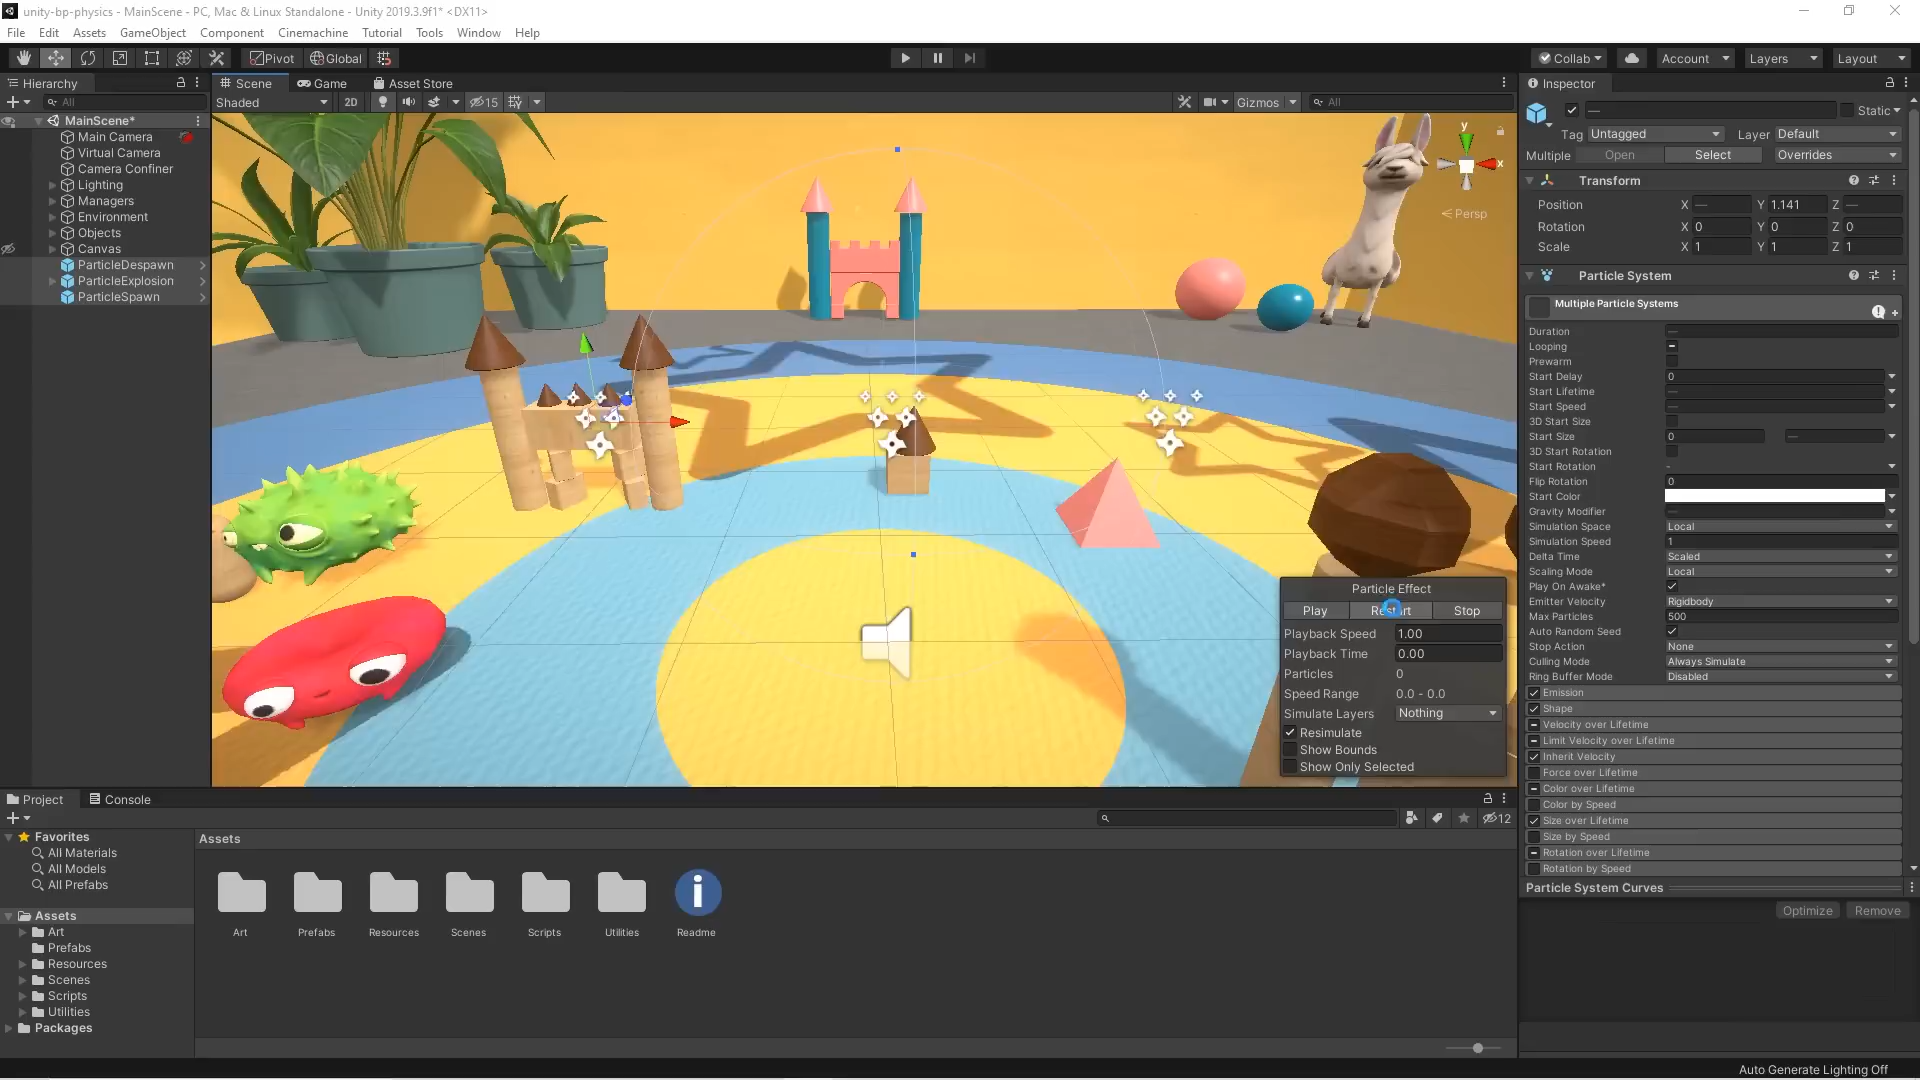 unity-bp-physics - MainScene - PC, Mac & Linux Standalone - Unity 2019.3.9f1* <DX11>
File Edit Assets GameObject Component Cinemachine Tutorial Tools Window Help
Pivot Global Collab Account Layers Layout
Hierarchy
All
MainScene*
Main Camera
Virtual Camera
Camera Confiner
Lighting
Managers
Environment
Objects
Canvas
ParticleDespawn
ParticleExplosion
ParticleSpawn
Scene Game Asset Store
Shaded 2D 15 Gizmos All
y
x
Persp
Particle Effect
Play Restart Stop
Playback Speed 1.00
Playback Time 0.00
Particles 0
Speed Range 0.0 - 0.0
Simulate Layers Nothing
Resimulate
Show Bounds
Show Only Selected
Inspector
— Static
Tag Untagged Layer Default
Multiple Open Select Overrides
Transform
Position X — Y 1.141 Z —
Rotation X 0 Y 0 Z 0
Scale X 1 Y 1 Z 1
Particle System
Multiple Particle Systems
Duration —
Looping
Prewarm
Start Delay 0
Start Lifetime —
Start Speed —
3D Start Size
Start Size 0 —
3D Start Rotation
Start Rotation -
Flip Rotation 0
Start Color
Gravity Modifier —
Simulation Space Local
Simulation Speed 1
Delta Time Scaled
Scaling Mode Local
Play On Awake*
Emitter Velocity Rigidbody
Max Particles 500
Auto Random Seed
Stop Action None
Culling Mode Always Simulate
Ring Buffer Mode Disabled
Emission
Shape
Velocity over Lifetime
Limit Velocity over Lifetime
Inherit Velocity
Force over Lifetime
Color over Lifetime
Color by Speed
Size over Lifetime
Size by Speed
Rotation over Lifetime
Rotation by Speed
Particle System Curves
Optimize Remove
Project Console
12
Favorites
All Materials
All Models
All Prefabs
Assets
Art
Prefabs
Resources
Scenes
Scripts
Utilities
Packages
Assets
Art Prefabs Resources Scenes Scripts Utilities Readme
Auto Generate Lighting Off